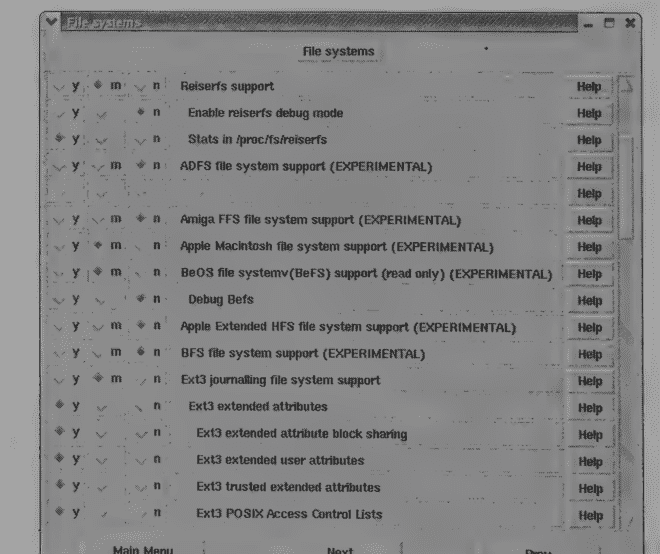 File systems
File systems
y m n Reiserfs support Help
y n Enable reiserfs debug mode Help
y n Stats in /proc/fs/reiserfs Help
y m n ADFS file system support (EXPERIMENTAL) Help
Help
y m n Amiga FFS file system support (EXPERIMENTAL) Help
y m n Apple Macintosh file system support (EXPERIMENTAL) Help
y m n BeOS file systemv(BeFS) support (read only) (EXPERIMENTAL) Help
y n Debug Befs Help
y m n Apple Extended HFS file system support (EXPERIMENTAL) Help
y m n BFS file system support (EXPERIMENTAL) Help
y m n Ext3 journalling file system support Help
y n Ext3 extended attributes Help
y n Ext3 extended attribute block sharing Help
y n Ext3 extended user attributes Help
y n Ext3 trusted extended attributes Help
y n Ext3 POSIX Access Control Lists Help
Main Menu Next Prev